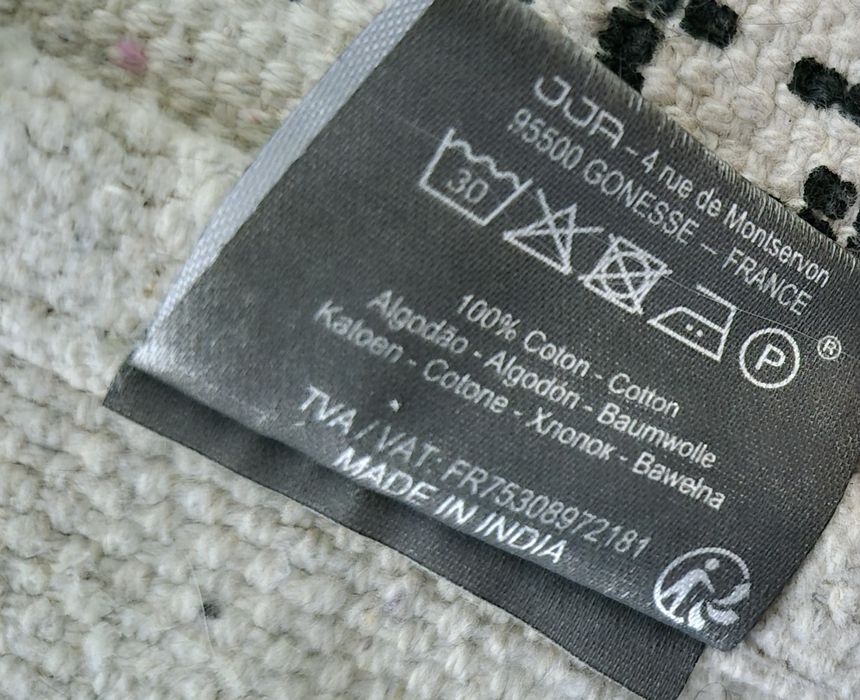 JJA - 4 rue de Montservon
95500 GONESSE - FRANCE
30
P ®
100% Coton - Cotton
Algodão - Algodón - Baumwolle
Katoen - Cotone - Хлопок - Bawełna
TVA / VAT: FR75308972181
MADE IN INDIA